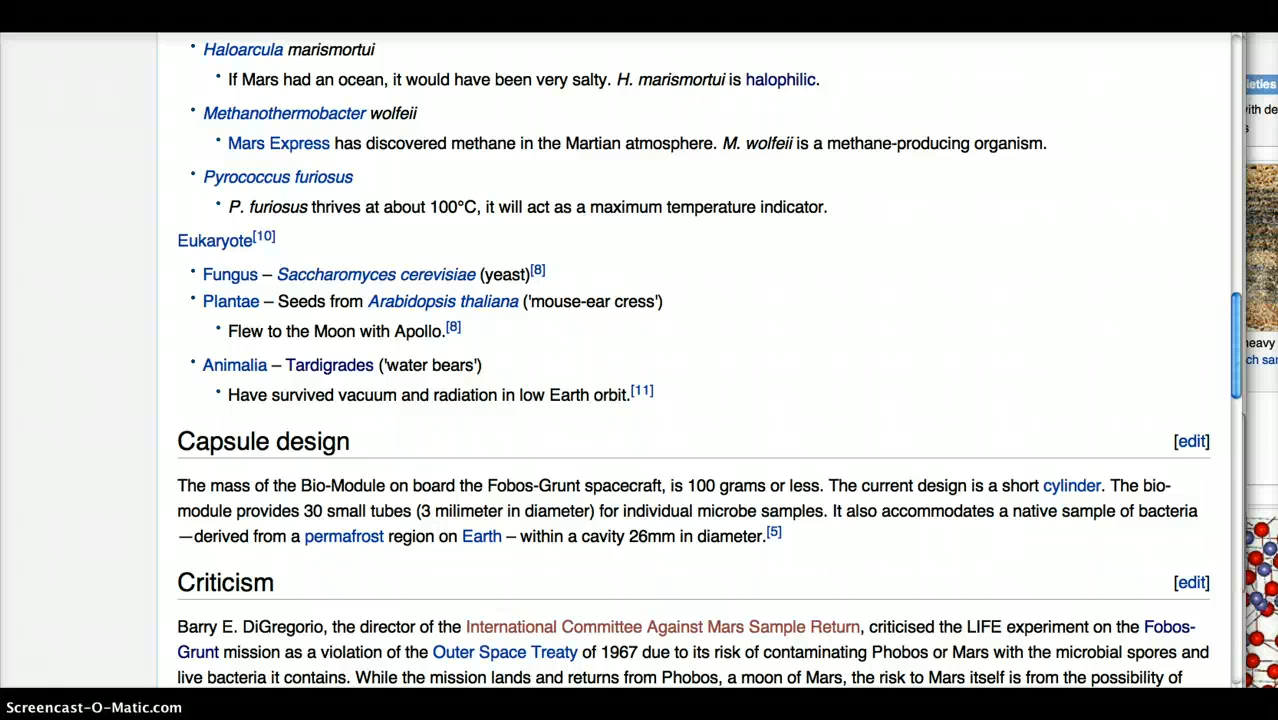 Haloarcula marismortui
If Mars had an ocean, it would have been very salty. H. marismortui is halophilic.
Methanothermobacter wolfeii
Mars Express has discovered methane in the Martian atmosphere. M. wolfeii is a methane-producing organism.
Pyrococcus furiosus
P. furiosus thrives at about 100°C, it will act as a maximum temperature indicator.
Eukaryote[10]
Fungus – Saccharomyces cerevisiae (yeast)[8]
Plantae – Seeds from Arabidopsis thaliana ('mouse-ear cress')
Flew to the Moon with Apollo.[8]
Animalia – Tardigrades ('water bears')
Have survived vacuum and radiation in low Earth orbit.[11]
Capsule design [edit]
The mass of the Bio-Module on board the Fobos-Grunt spacecraft, is 100 grams or less. The current design is a short cylinder. The bio-
module provides 30 small tubes (3 milimeter in diameter) for individual microbe samples. It also accommodates a native sample of bacteria
—derived from a permafrost region on Earth – within a cavity 26mm in diameter.[5]
Criticism [edit]
Barry E. DiGregorio, the director of the International Committee Against Mars Sample Return, criticised the LIFE experiment on the Fobos-
Grunt mission as a violation of the Outer Space Treaty of 1967 due to its risk of contaminating Phobos or Mars with the microbial spores and
live bacteria it contains. While the mission lands and returns from Phobos, a moon of Mars, the risk to Mars itself is from the possibility of
Screencast-O-Matic.com